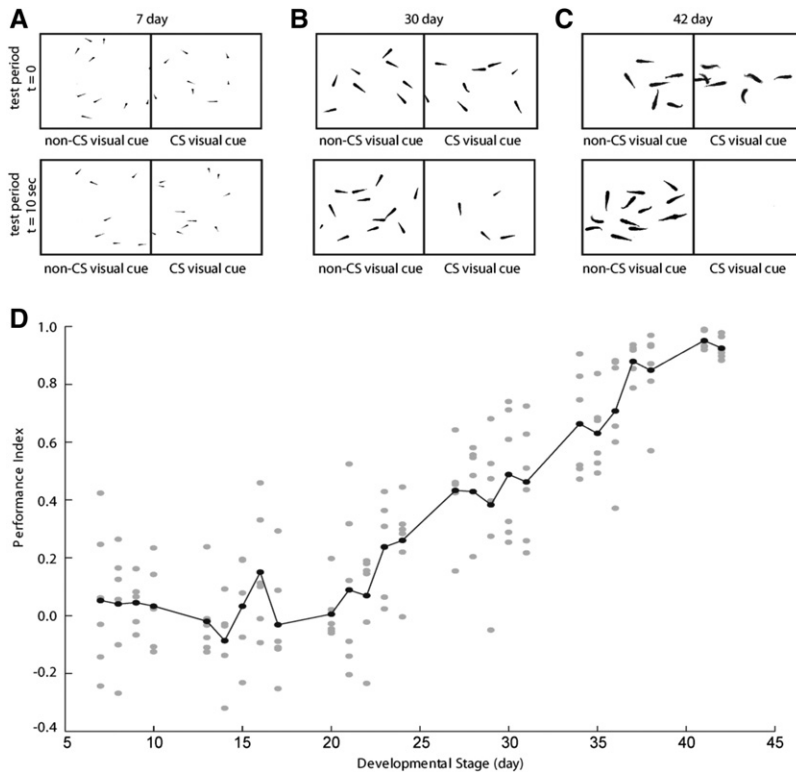 A 7 day
test period
t = 0
non-CS visual cue CS visual cue
test period
t = 10 sec
non-CS visual cue CS visual cue
B 30 day
non-CS visual cue CS visual cue
non-CS visual cue CS visual cue
C 42 day
non-CS visual cue CS visual cue
non-CS visual cue CS visual cue
D
Performance Index
1.0
0.8
0.6
0.4
0.2
0.0
-0.2
-0.4
5 10 15 20 25 30 35 40 45
Developmental Stage (day)